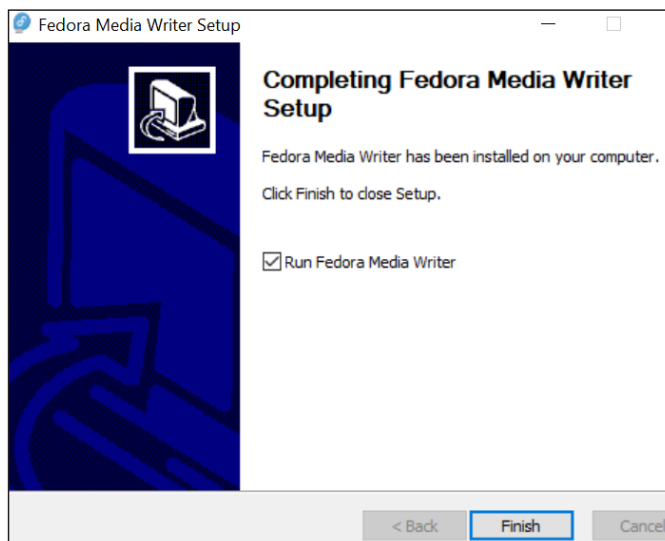 Fedora Media Writer Setup
Completing Fedora Media Writer
Setup
Fedora Media Writer has been installed on your computer.
Click Finish to close Setup.
Run Fedora Media Writer
< Back Finish Cancel